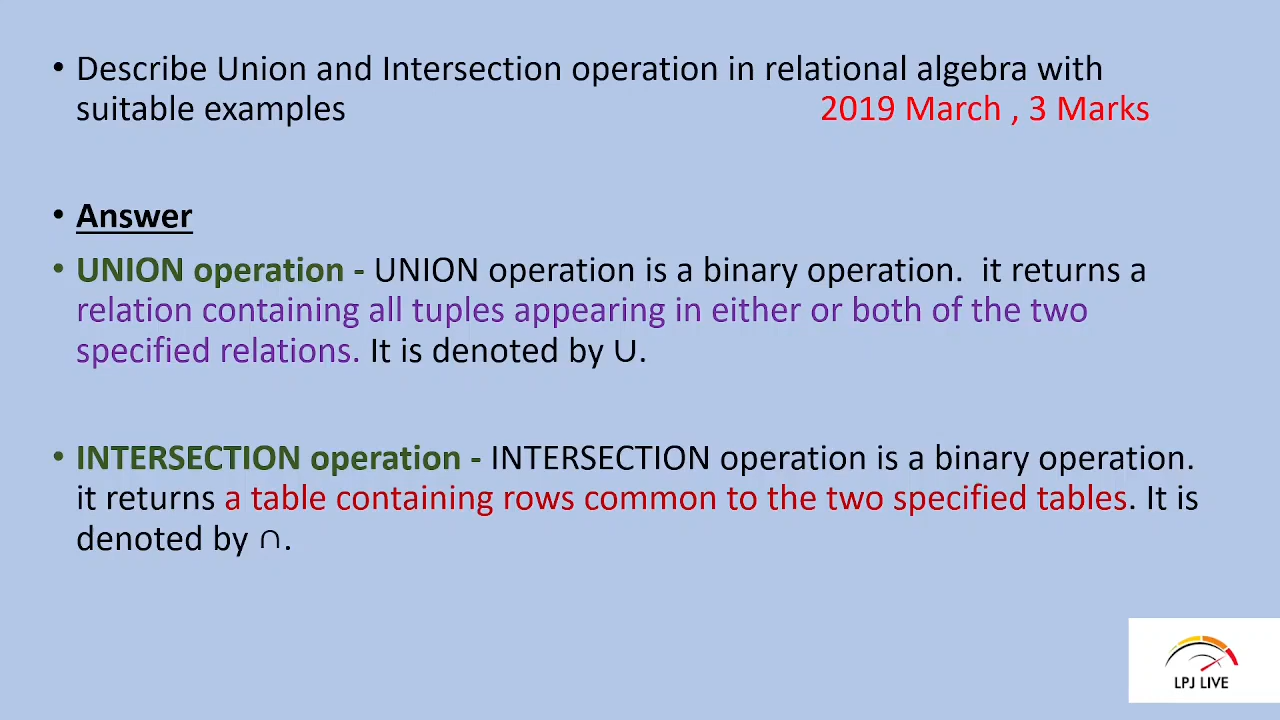 • Describe Union and Intersection operation in relational algebra with
suitable examples 2019 March , 3 Marks
• Answer
• UNION operation - UNION operation is a binary operation.  it returns a
relation containing all tuples appearing in either or both of the two
specified relations. It is denoted by ∪.
• INTERSECTION operation - INTERSECTION operation is a binary operation.
it returns a table containing rows common to the two specified tables. It is
denoted by ∩.
LPJ LIVE